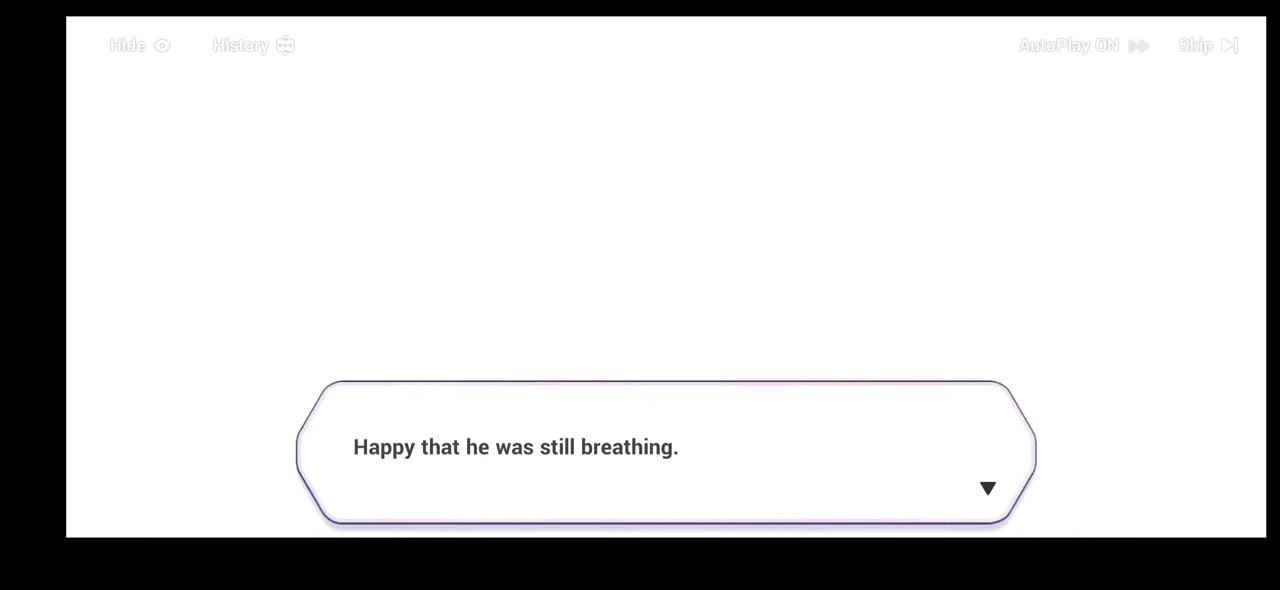 Hide
History
AutoPlay ON
Skip
Happy that he was still breathing.